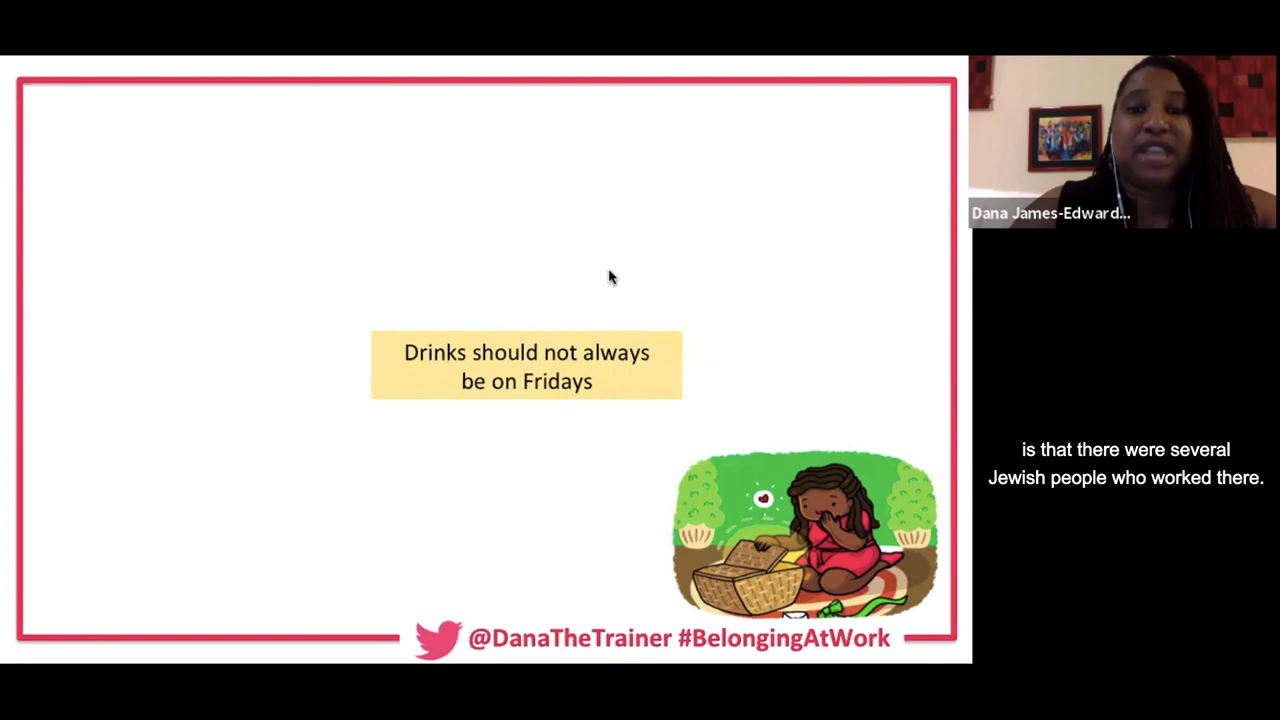 Drinks should not always
be on Fridays
@DanaTheTrainer #BelongingAtWork
Dana James-Edward...
is that there were several
Jewish people who worked there.